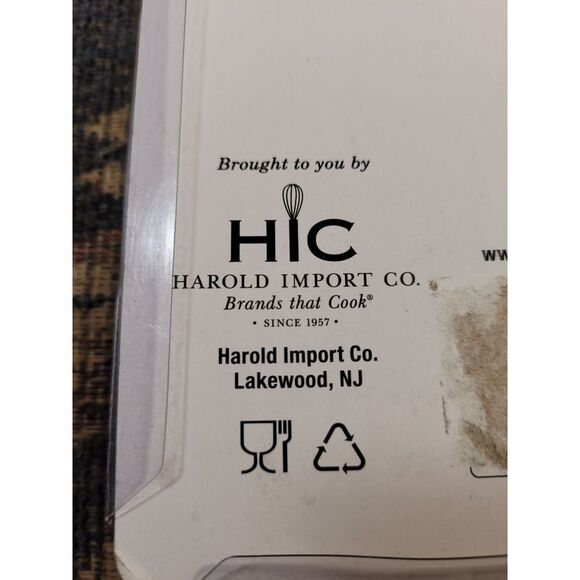 Brought to you by
HIC
HAROLD IMPORT CO.
Brands that Cook®
• SINCE 1957 •
Harold Import Co.
Lakewood, NJ